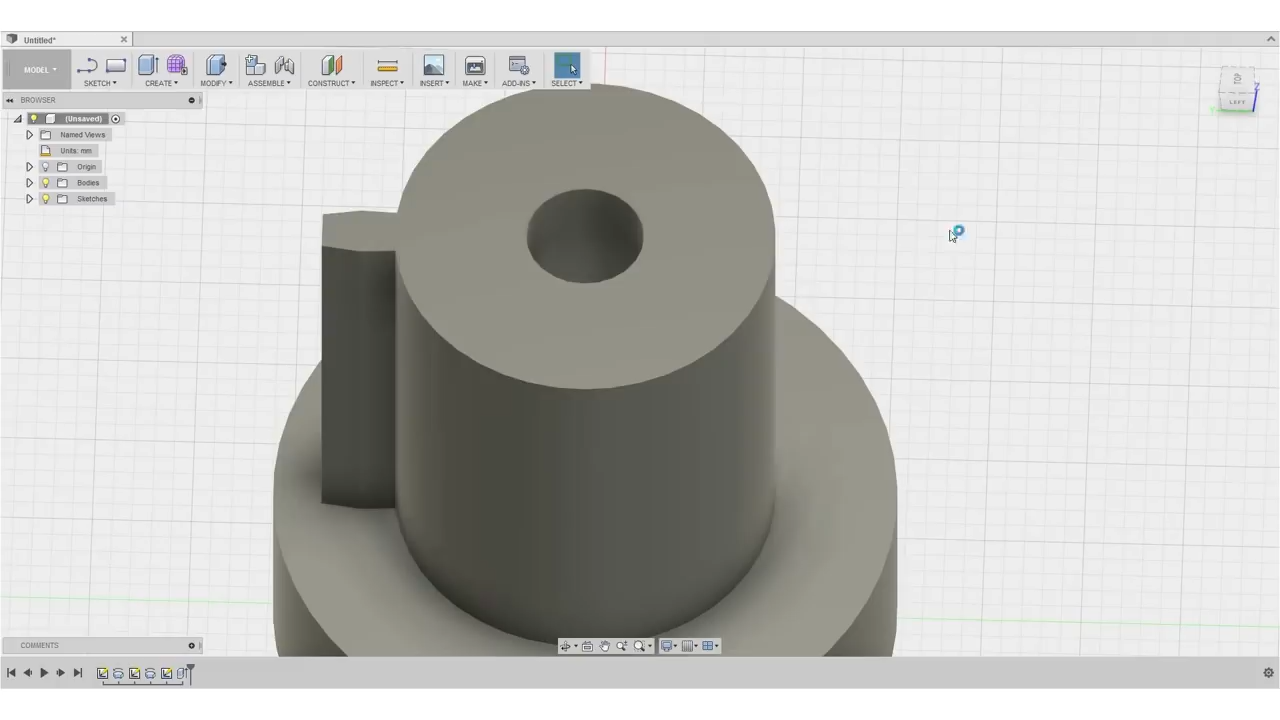 Untitled*
MODEL
SKETCH
CREATE
MODIFY
ASSEMBLE
CONSTRUCT
INSPECT
INSERT
MAKE
ADD-INS
SELECT
LEFT
BROWSER
(Unsaved)
Named Views
Units: mm
Origin
Bodies
Sketches
COMMENTS